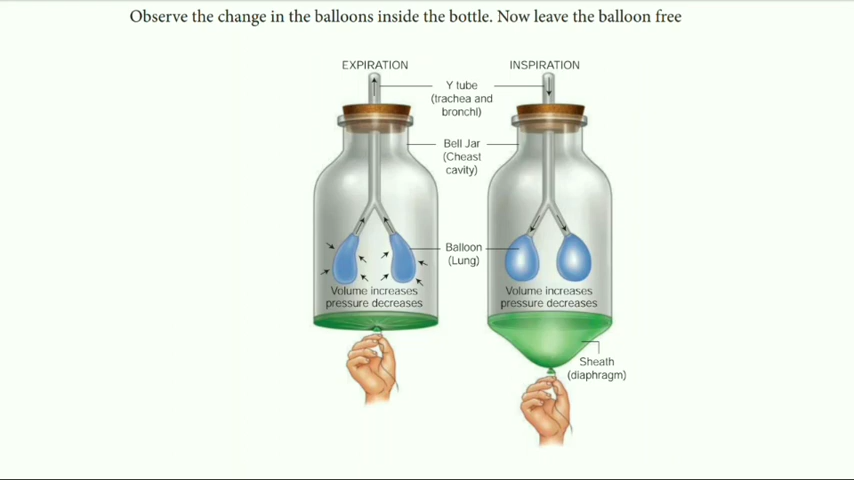 Observe the change in the balloons inside the bottle. Now leave the balloon free
EXPIRATION
INSPIRATION
Y tube
(trachea and
bronchI)
Bell Jar
(Cheast
cavity)
Balloon
(Lung)
Volume increases
pressure decreases
Volume increases
pressure decreases
Sheath
(diaphragm)